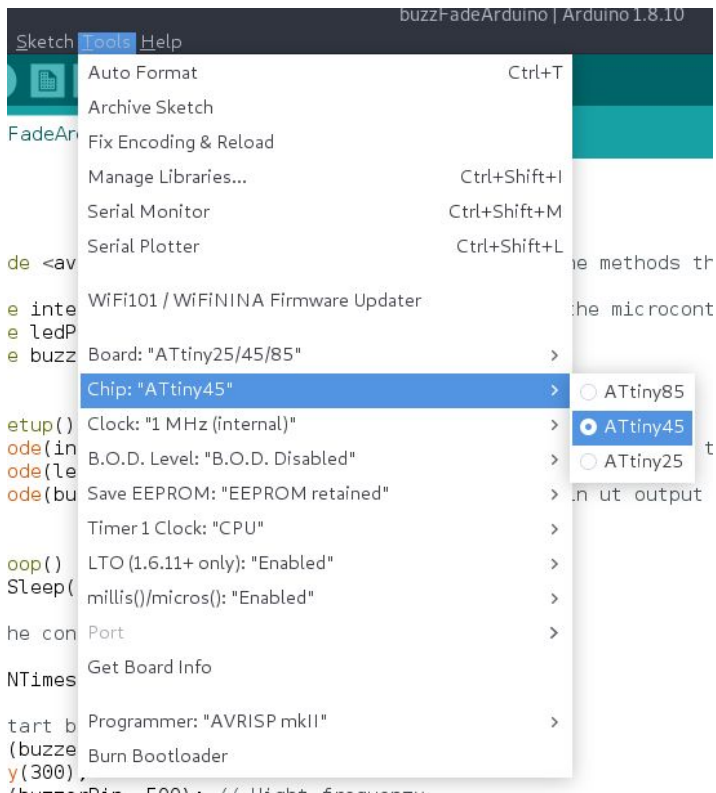 buzzFadeArduino | Arduino 1.8.10
Sketch Tools Help
FadeAr
Auto Format Ctrl+T
Archive Sketch
Fix Encoding & Reload
Manage Libraries... Ctrl+Shift+I
Serial Monitor Ctrl+Shift+M
Serial Plotter Ctrl+Shift+L
WiFi101 / WiFiNINA Firmware Updater
Board: "ATtiny25/45/85"
Chip: "ATtiny45"
Clock: "1 MHz (internal)"
B.O.D. Level: "B.O.D. Disabled"
Save EEPROM: "EEPROM retained"
Timer 1 Clock: "CPU"
LTO (1.6.11+ only): "Enabled"
millis()/micros(): "Enabled"
Port
Get Board Info
Programmer: "AVRISP mkII"
Burn Bootloader
ATtiny85
ATtiny45
ATtiny25
de <av
e methods th
e inte
he microcont
e ledP
e buzz
etup()
ode(in
t
ode(le
ode(bu
n ut output
oop()
Sleep(
he con
NTimes
tart b
(buzze
y(300)